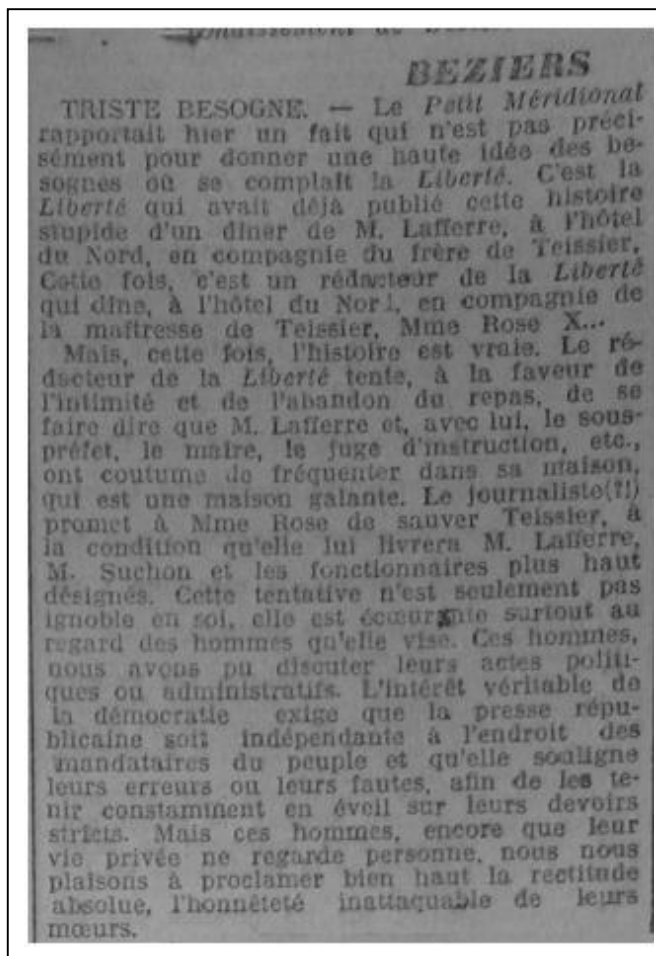 BEZIERS
TRISTE BESOGNE. — Le Petit Méridional
rapportait hier un fait qui n'est pas préci-
sément pour donner une haute idée des be-
sognes où se complaît la Liberté. C'est la
Liberté qui avait déjà publié cette histoire
stupide d'un dîner de M. Lafferre, à l'hôtel
du Nord, en compagnie du frère de Teissier,
Cette fois, c'est un rédacteur de la Liberté
qui dîne, à l'hôtel du Nord, en compagnie de
la maîtresse de Teissier, Mme Rose X...
Mais, cette fois, l'histoire est vraie. Le ré-
dacteur de la Liberté tente, à la faveur de
l'intimité et de l'abandon du repas, de se
faire dire que M. Lafferre et, avec lui, le sous-
préfet, le maire, le juge d'instruction, etc.,
ont coutume de fréquenter dans sa maison,
qui est une maison galante. Le journaliste(?!)
promet à Mme Rose de sauver Teissier, à
la condition qu'elle lui livrera M. Lafferre,
M. Suchon et les fonctionnaires plus haut
désignés. Cette tentative n'est seulement pas
ignoble en soi, elle est écœurante surtout au
regard des hommes qu'elle vise. Ces hommes,
nous avons pu discuter leurs actes politi-
ques ou administratifs. L'intérêt véritable de
la démocratie exige que la presse répu-
blicaine soit indépendante à l'endroit des
mandataires du peuple et qu'elle souligne
leurs erreurs ou leurs fautes, afin de les te-
nir constamment en éveil sur leurs devoirs
stricts. Mais ces hommes, encore que leur
vie privée ne regarde personne, nous nous
plaisons à proclamer bien haut la rectitude
absolue, l'honnêteté inattaquable de leurs
mœurs.